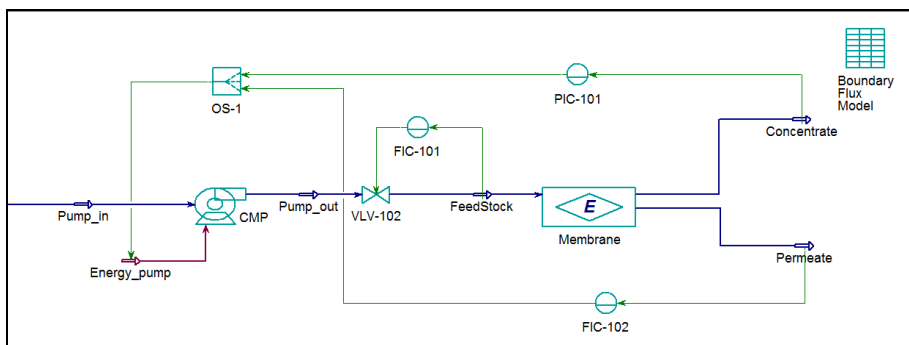 Boundary
Flux
Model
OS-1
PIC-101
Concentrate
FIC-101
Pump_in
CMP
Pump_out
VLV-102
FeedStock
E
Membrane
Energy_pump
Permeate
FIC-102